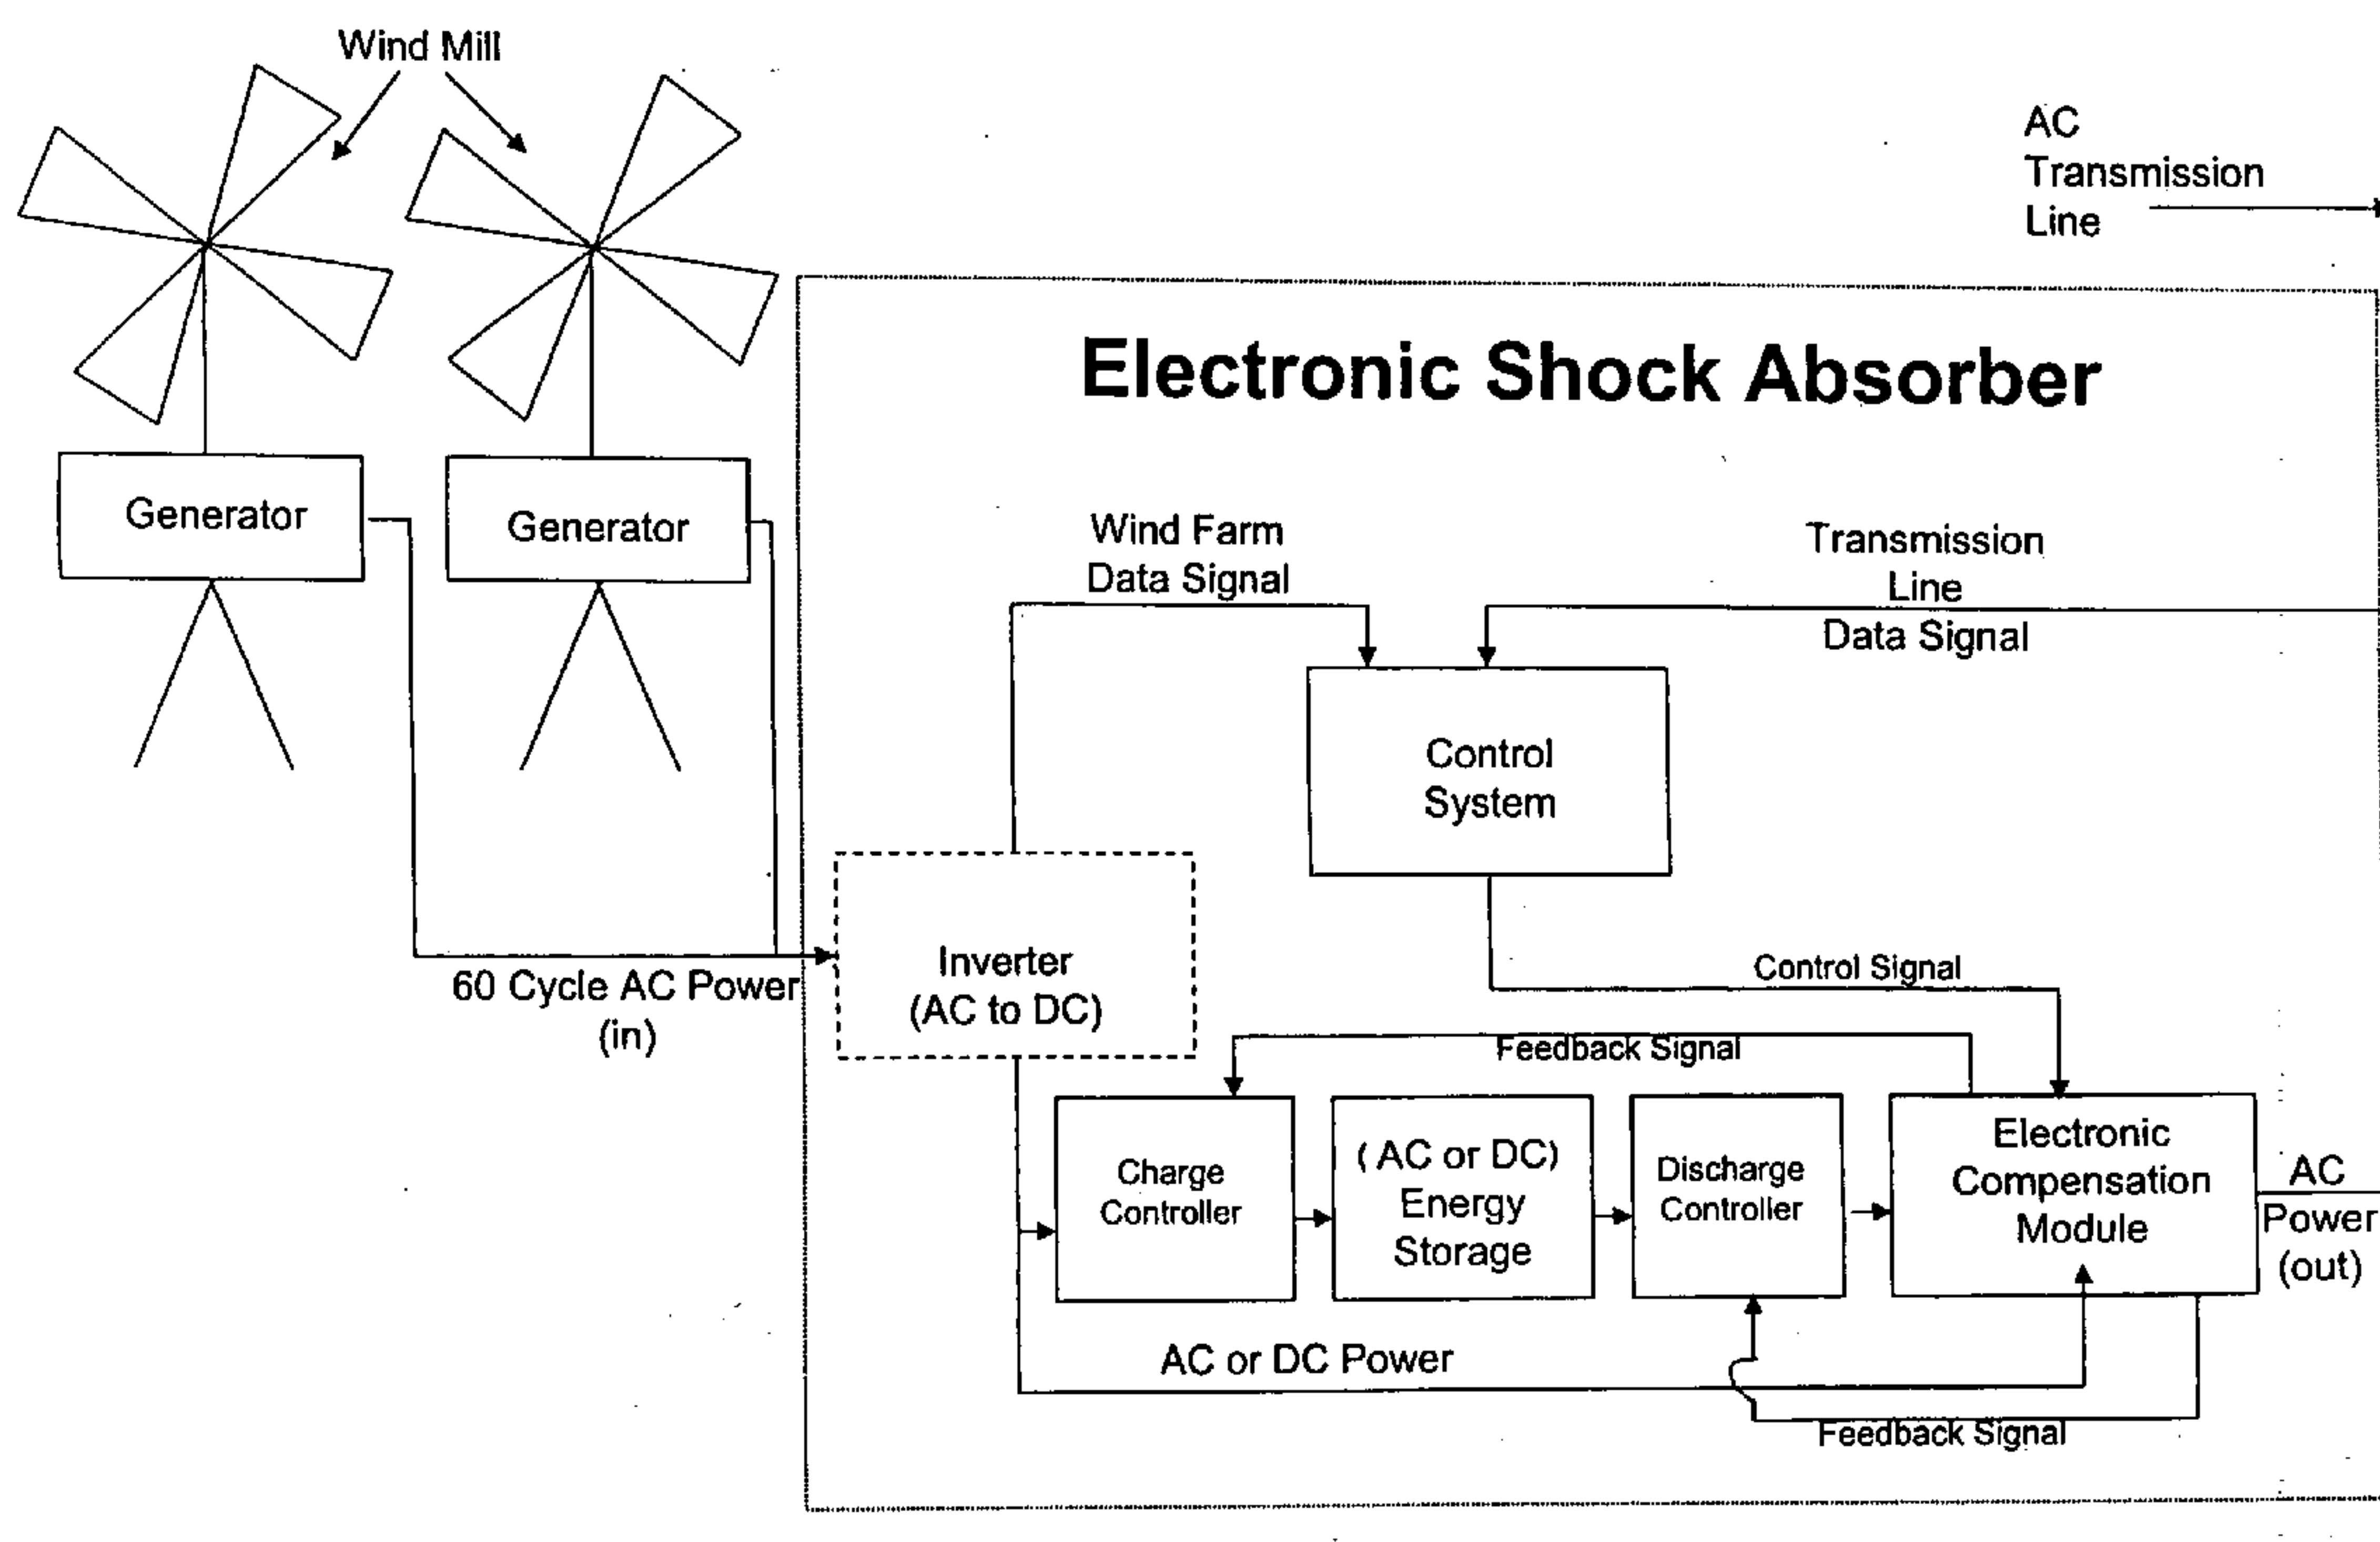 Wind Mill
AC
Transmission
Line
Electronic Shock Absorber
Generator
Generator
Wind Farm
Data Signal
Transmission
Line
Data Signal
Control
System
Inverter
(AC to DC)
60 Cycle AC Power
(in)
Control Signal
Feedback Signal
Charge
Controller
( AC or DC)
Energy
Storage
Discharge
Controller
Electronic
Compensation
Module
AC
Power
(out)
AC or DC Power
Feedback Signal